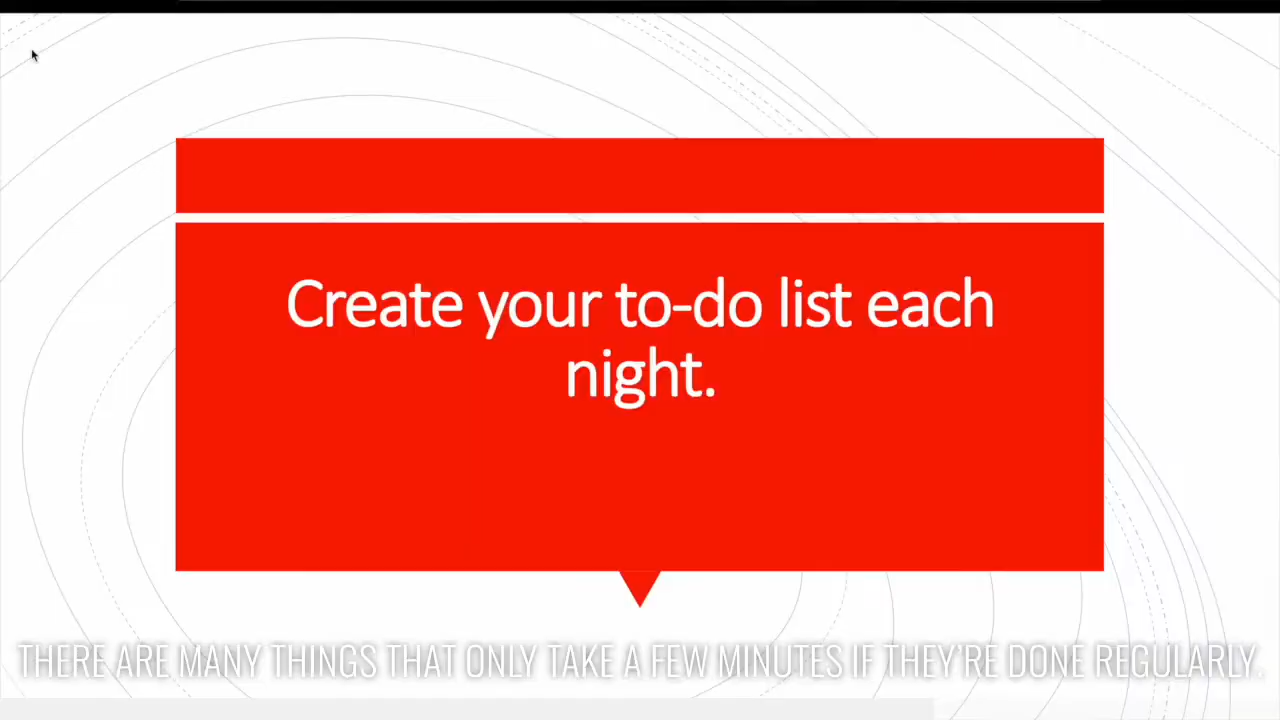 Create your to-do list each
night.
THERE ARE MANY THINGS THAT ONLY TAKE A FEW MINUTES IF THEY'RE DONE REGULARLY.